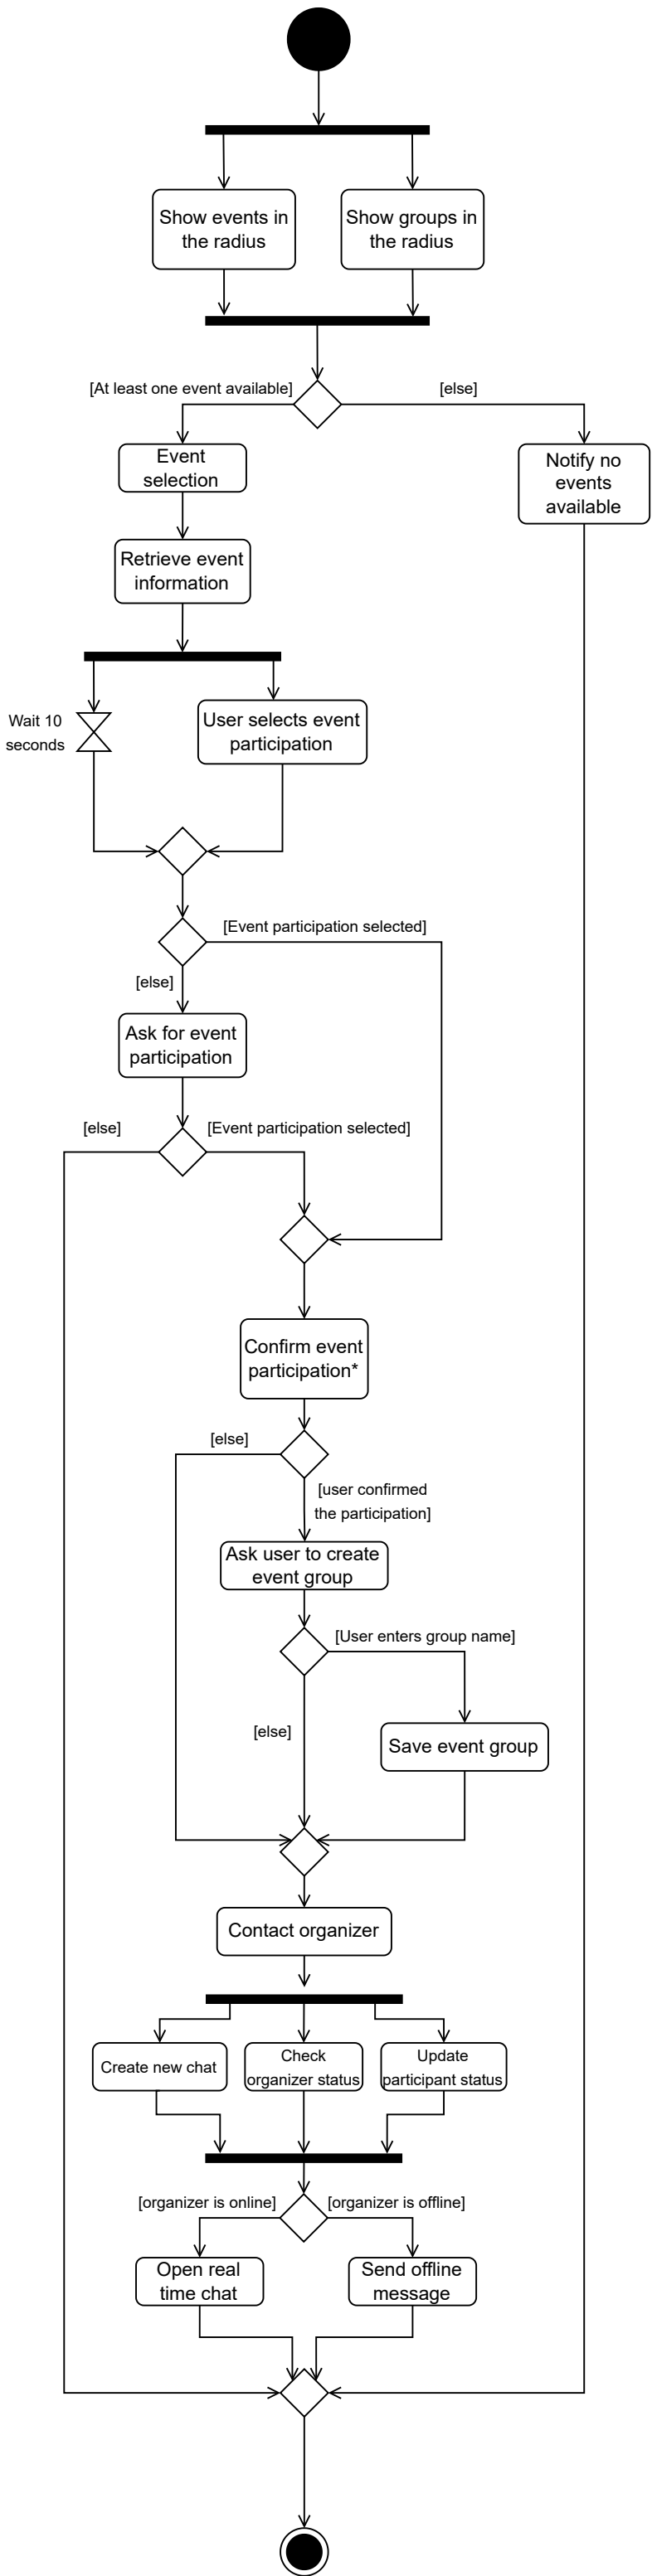 Show events in
the radius
Show groups in
the radius
[At least one event available]
[else]
Event
selection
Notify no
events
available
Retrieve event
information
Wait 10
seconds
User selects event
participation
[Event participation selected]
[else]
Ask for event
participation
[else]
[Event participation selected]
Confirm event
participation*
[else]
[user confirmed
the participation]
Ask user to create
event group
[User enters group name]
[else]
Save event group
Contact organizer
Create new chat
Check
organizer status
Update
participant status
[organizer is online]
[organizer is offline]
Open real
time chat
Send offline
message